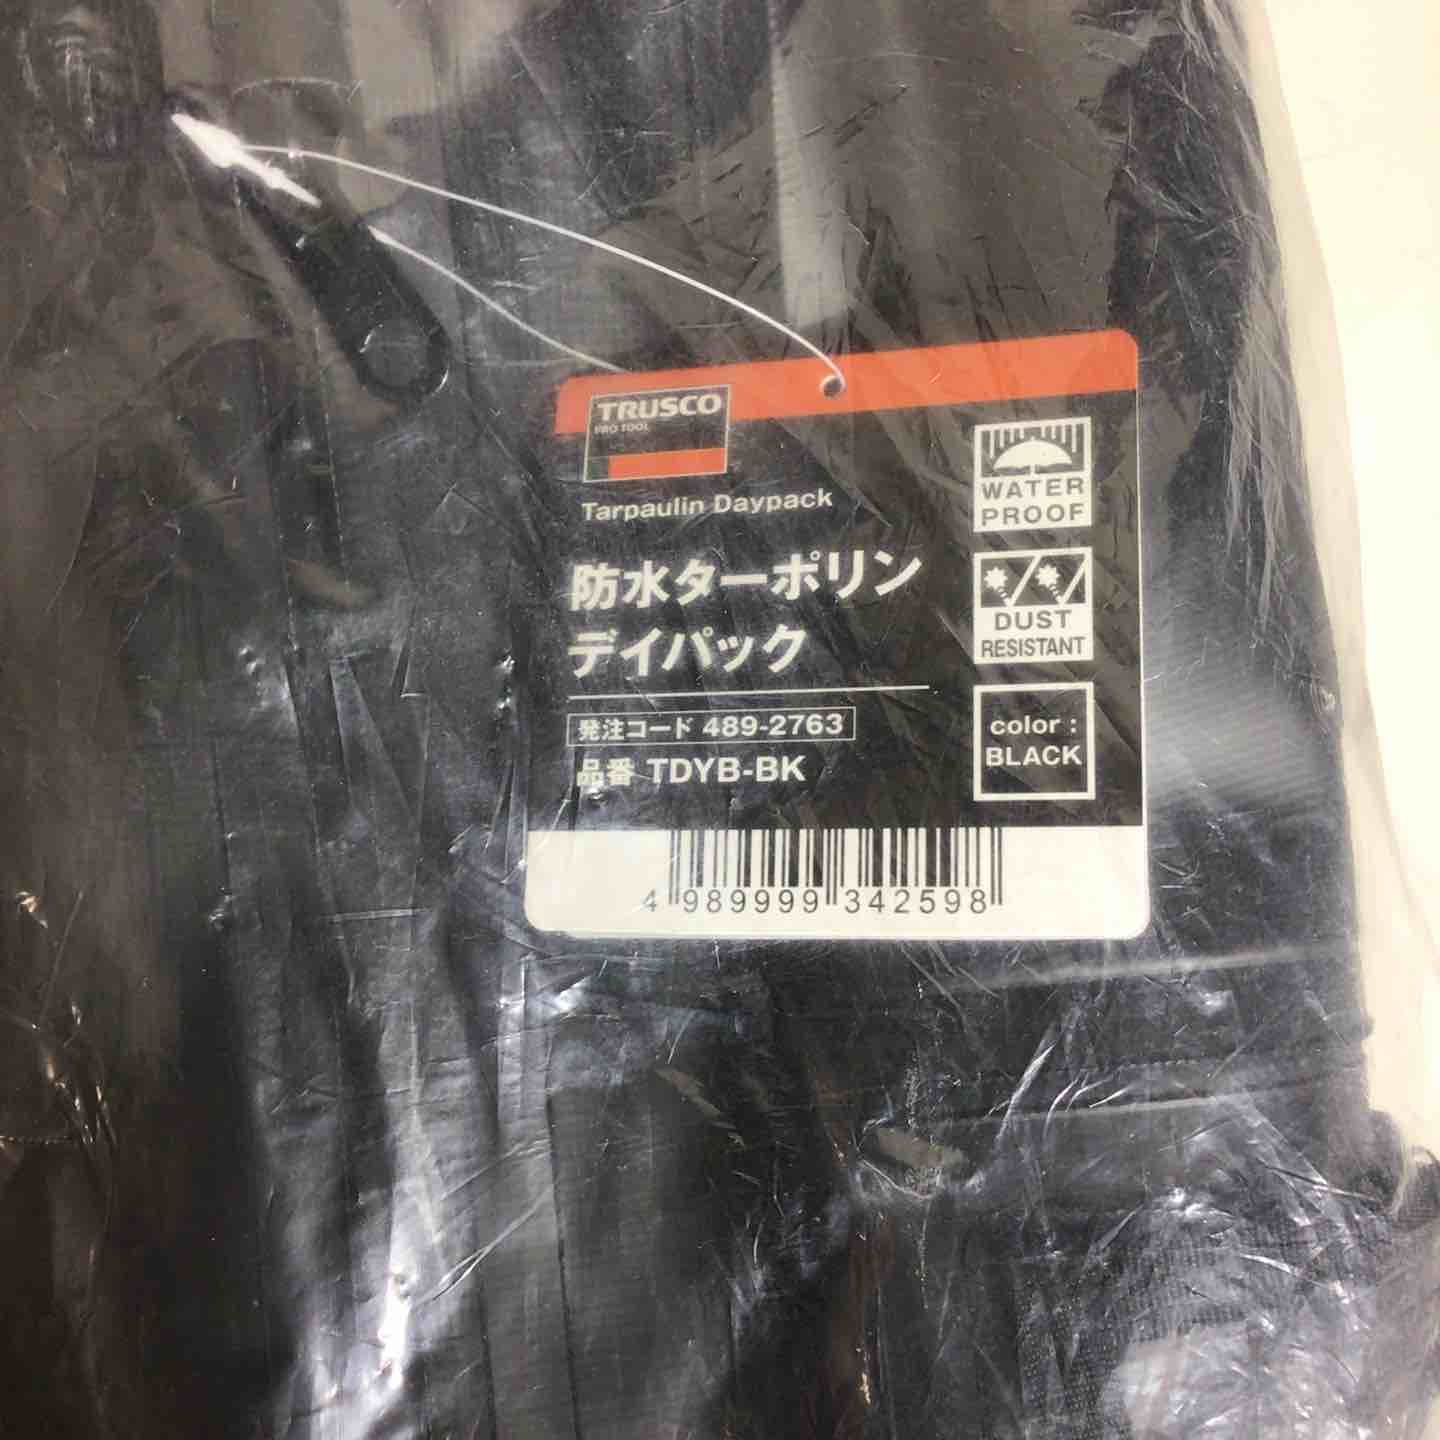 TRUSCO
PRO TOOL
Tarpaulin Daypack
防水ターポリン
デイパック
発注コード 489-2763
品番 TDYB-BK
WATER
PROOF
DUST
RESISTANT
color :
BLACK
4 989999 342598